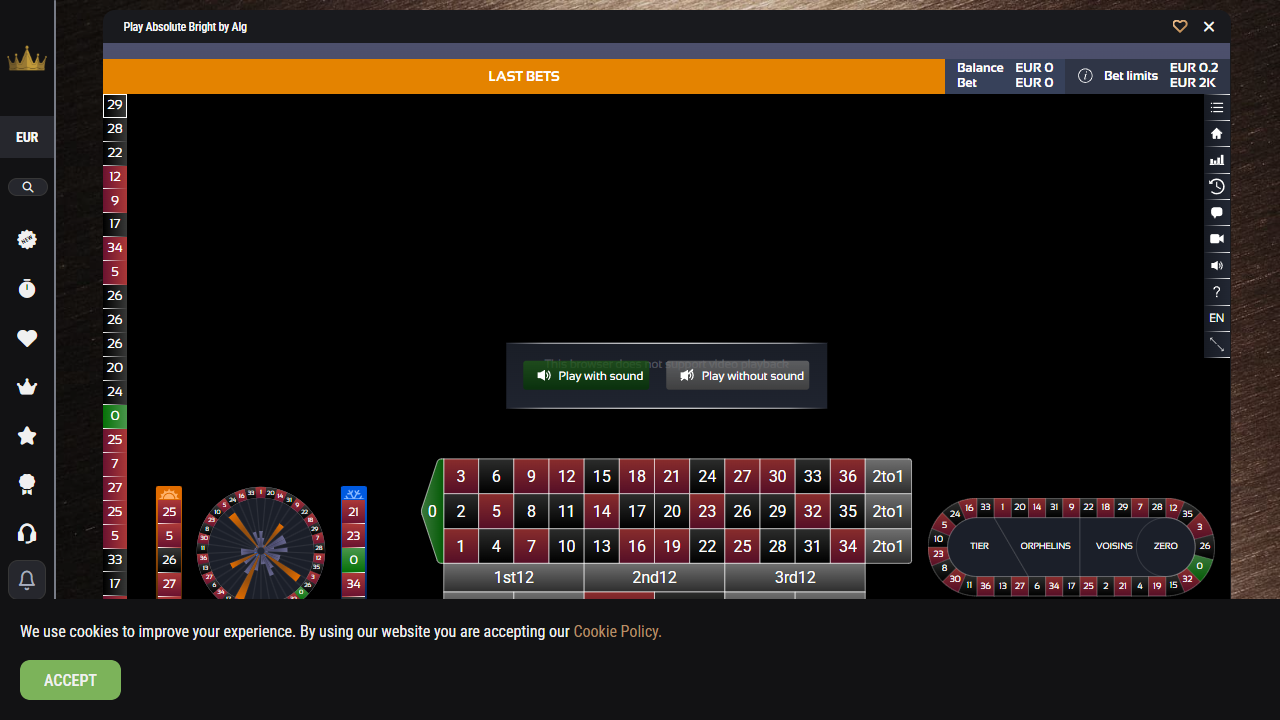 Play Absolute Bright by Alg
LAST BETS
Balance EUR 0
Bet EUR 0
Bet limits
EUR 0.2
EUR 2K
EUR
NEW
29
28
22
12
9
17
34
5
26
26
26
20
24
0
25
7
27
25
5
33
17
EN
?
This browser does not support video playback
Play with sound
Play without sound
25
5
26
27
21
23
0
34
3 6 9 12 15 18 21 24 27 30 33 36 2to1
0
2 5 8 11 14 17 20 23 26 29 32 35 2to1
1 4 7 10 13 16 19 22 25 28 31 34 2to1
1st12 2nd12 3rd12
5 24 16 33 1 20 14 31 9 22 18 29 7 28 12 35 3
10 26
TIER ORPHELINS VOISINS ZERO
23 0
8 30 11 36 13 27 6 34 17 25 2 21 4 19 15 32
We use cookies to improve your experience. By using our website you are accepting our Cookie Policy.
ACCEPT